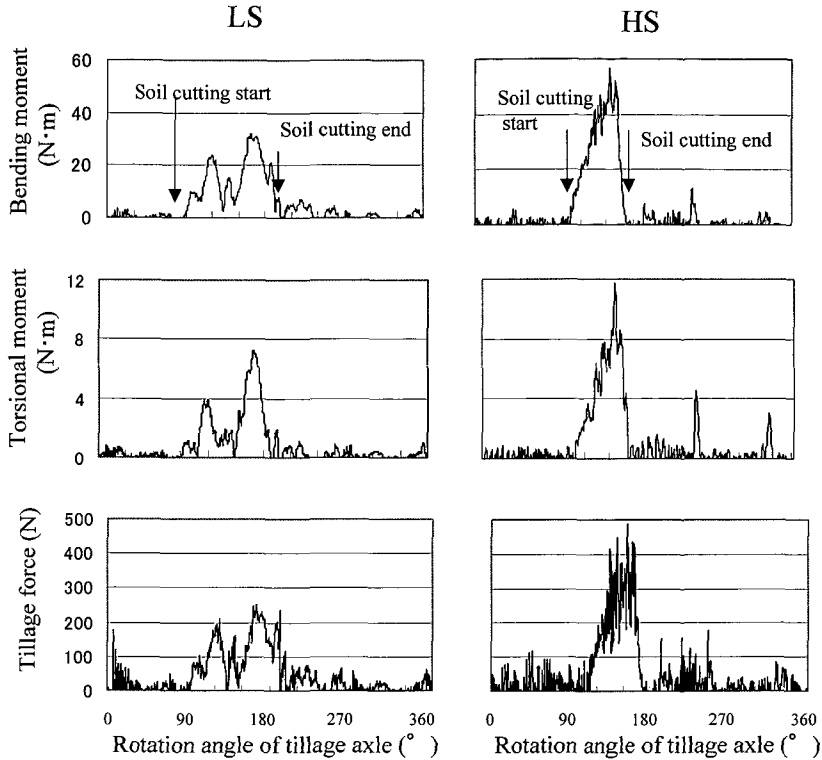 LS
HS
Bending moment
(N·m)
60
40
20
0
Soil cutting start
Soil cutting end
Soil cutting
start
Soil cutting end
Torsional moment
(N·m)
12
8
4
0
Tillage force (N)
500
400
300
200
100
0
0 90 180 270 360
0 90 180 270 360
Rotation angle of tillage axle (°)
Rotation angle of tillage axle (°)